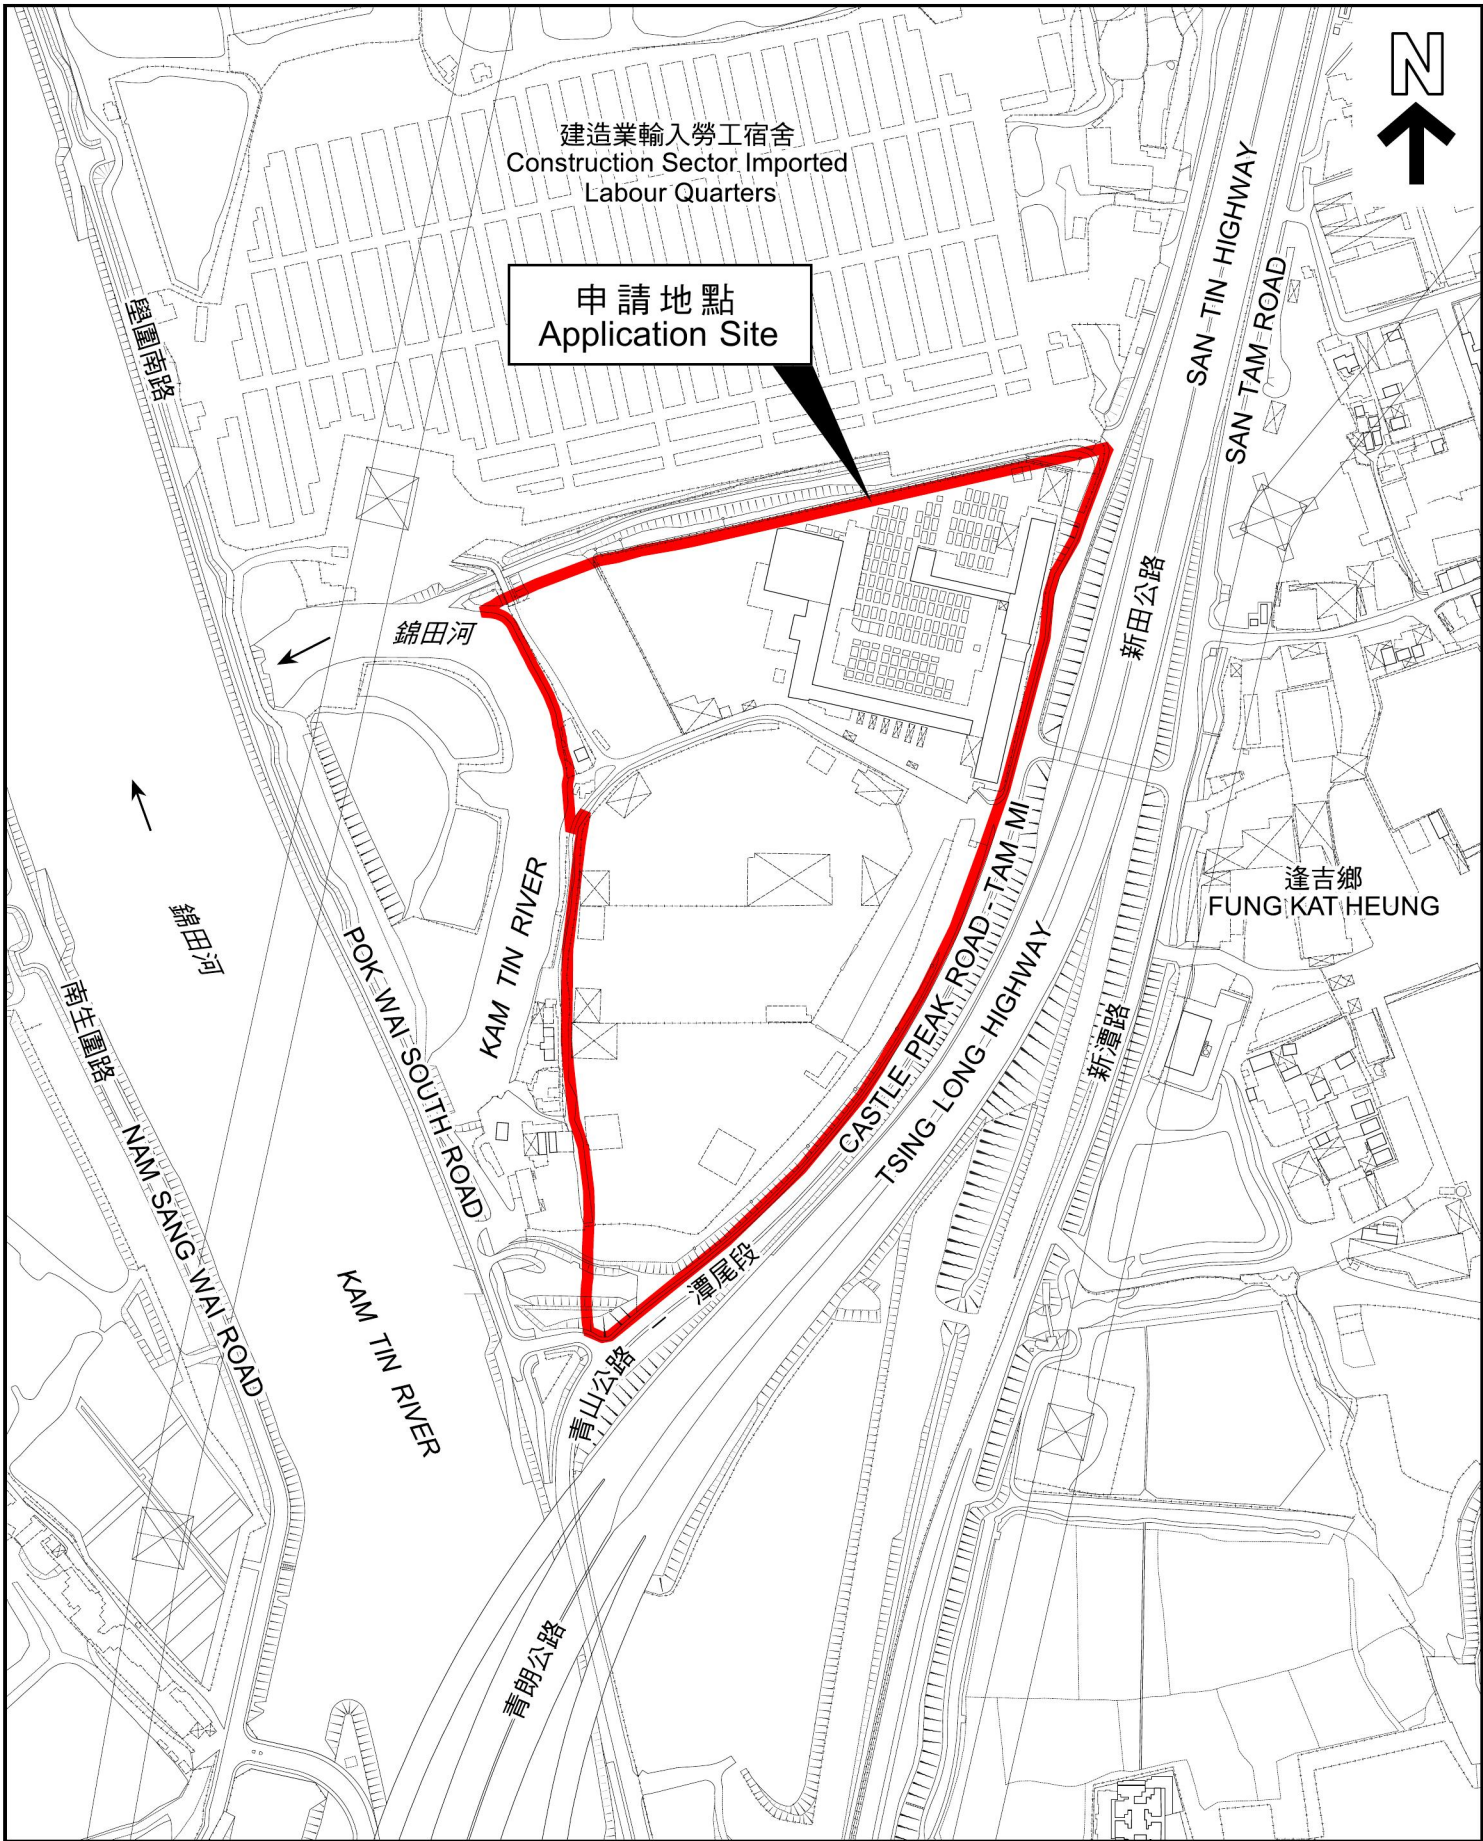 N
建造業輸入勞工宿舍
Construction Sector Imported
Labour Quarters
申請地點
Application Site
SAN TIN HIGHWAY
SAN TAM ROAD
壆圍南路
新田公路
錦田河
錦田河
KAM TIN RIVER
逢吉鄉
FUNG KAT HEUNG
CASTLE PEAK ROAD - TAM MI
TSING LONG HIGHWAY
POK WAI SOUTH ROAD
南生圍路
NAM SANG WAI ROAD
新潭路
KAM TIN RIVER
青山公路 — 潭尾段
青朗公路